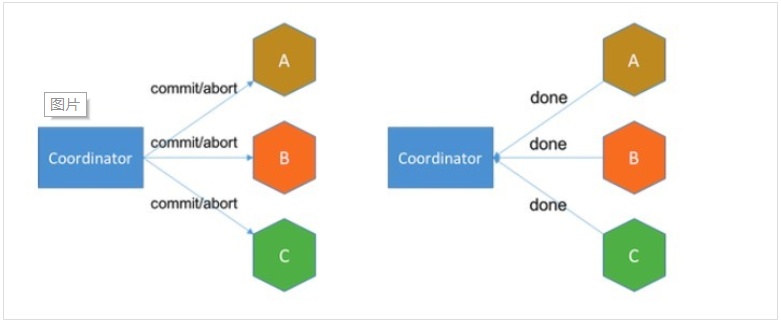 A
commit/abort
图片
commit/abort
Coordinator
B
commit/abort
C
A
done
done
Coordinator
B
done
C